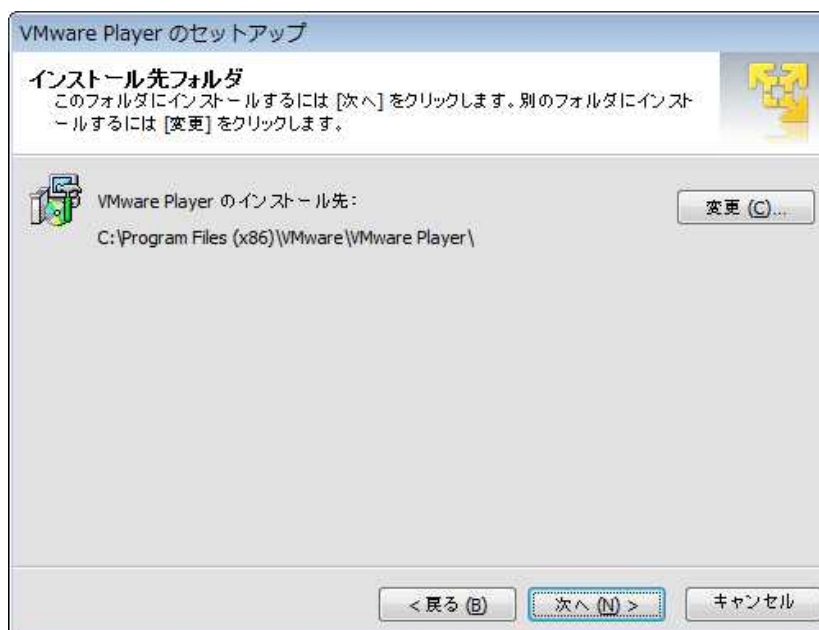 VMware Player のセットアップ
インストール先フォルダ
このフォルダにインストールするには [次へ] をクリックします。別のフォルダにインスト
ールするには [変更] をクリックします。
VMware Player のインストール先:
変更 (C)...
C:\Program Files (x86)\VMware\VMware Player\
< 戻る (B)
次へ (N) >
キャンセル